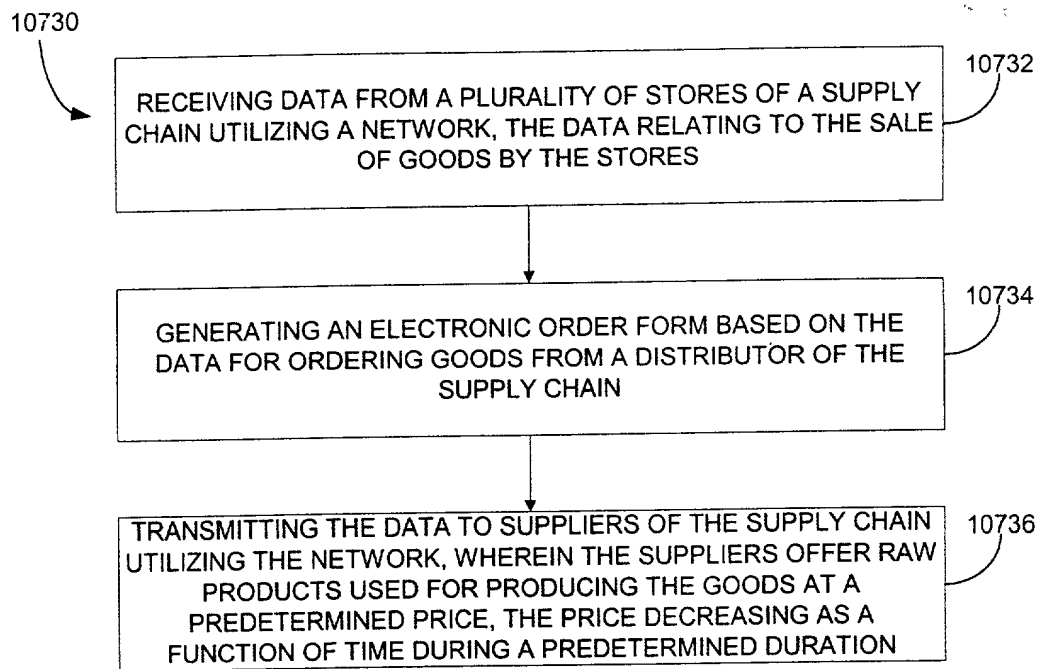 10730
10732
RECEIVING DATA FROM A PLURALITY OF STORES OF A SUPPLY
CHAIN UTILIZING A NETWORK, THE DATA RELATING TO THE SALE
OF GOODS BY THE STORES
10734
GENERATING AN ELECTRONIC ORDER FORM BASED ON THE
DATA FOR ORDERING GOODS FROM A DISTRIBUTOR OF THE
SUPPLY CHAIN
10736
TRANSMITTING THE DATA TO SUPPLIERS OF THE SUPPLY CHAIN
UTILIZING THE NETWORK, WHEREIN THE SUPPLIERS OFFER RAW
PRODUCTS USED FOR PRODUCING THE GOODS AT A
PREDETERMINED PRICE, THE PRICE DECREASING AS A
FUNCTION OF TIME DURING A PREDETERMINED DURATION